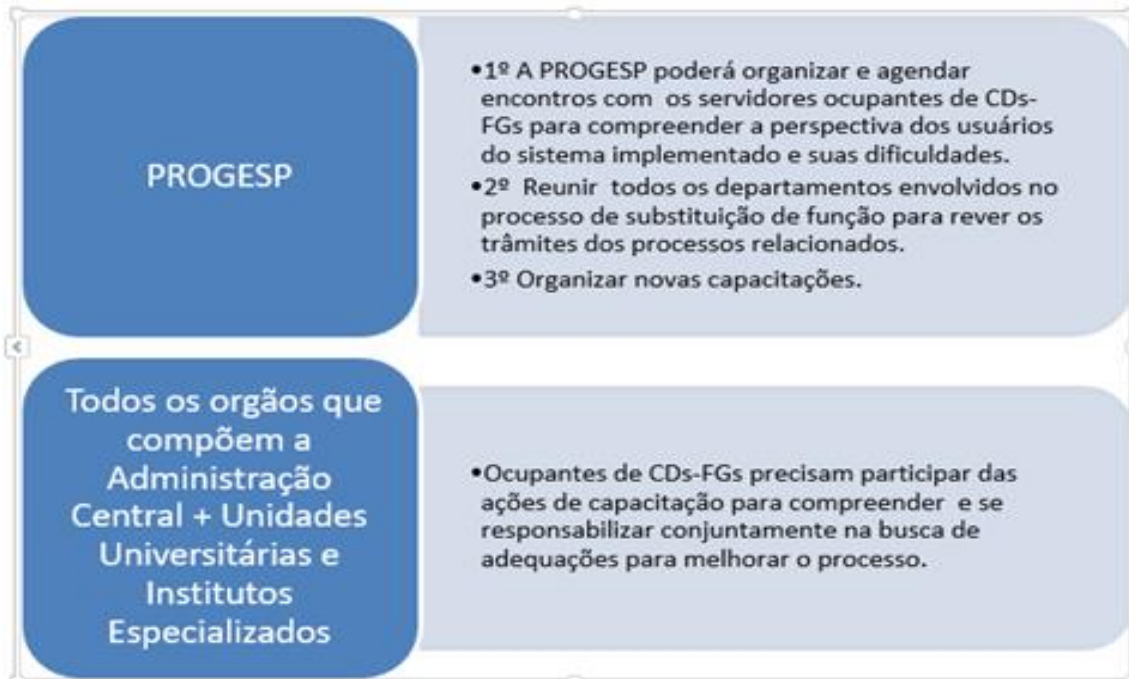 PROGESP
•1º A PROGESP poderá organizar e agendar
encontros com os servidores ocupantes de CDs-
FGs para compreender a perspectiva dos usuários
do sistema implementado e suas dificuldades.
•2º Reunir todos os departamentos envolvidos no
processo de substituição de função para rever os
trâmites dos processos relacionados.
•3º Organizar novas capacitações.
Todos os orgãos que
compõem a
Administração
Central + Unidades
Universitárias e
Institutos
Especializados
•Ocupantes de CDs-FGs precisam participar das
ações de capacitação para compreender e se
responsabilizar conjuntamente na busca de
adequações para melhorar o processo.